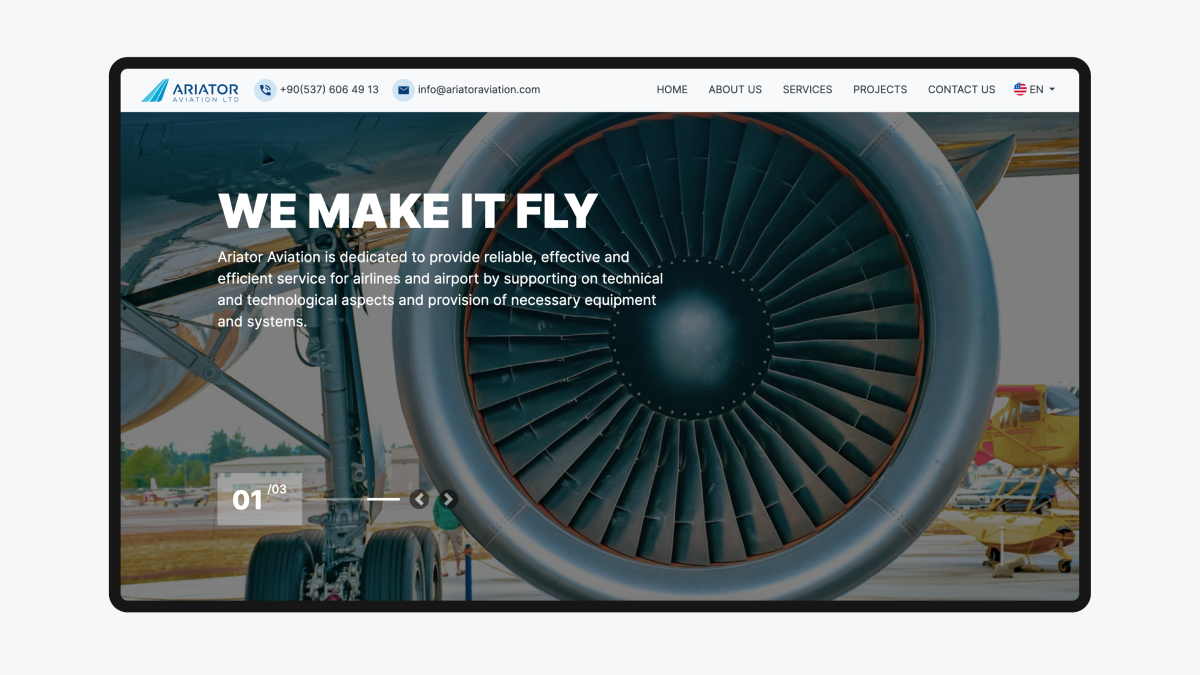 ARIATOR
AVIATION LTD
+90(537) 606 49 13
info@ariatoraviation.com
HOME
ABOUT US
SERVICES
PROJECTS
CONTACT US
EN
WE MAKE IT FLY
Ariator Aviation is dedicated to provide reliable, effective and
efficient service for airlines and airport by supporting on technical
and technological aspects and provision of necessary equipment
and systems.
01 /03